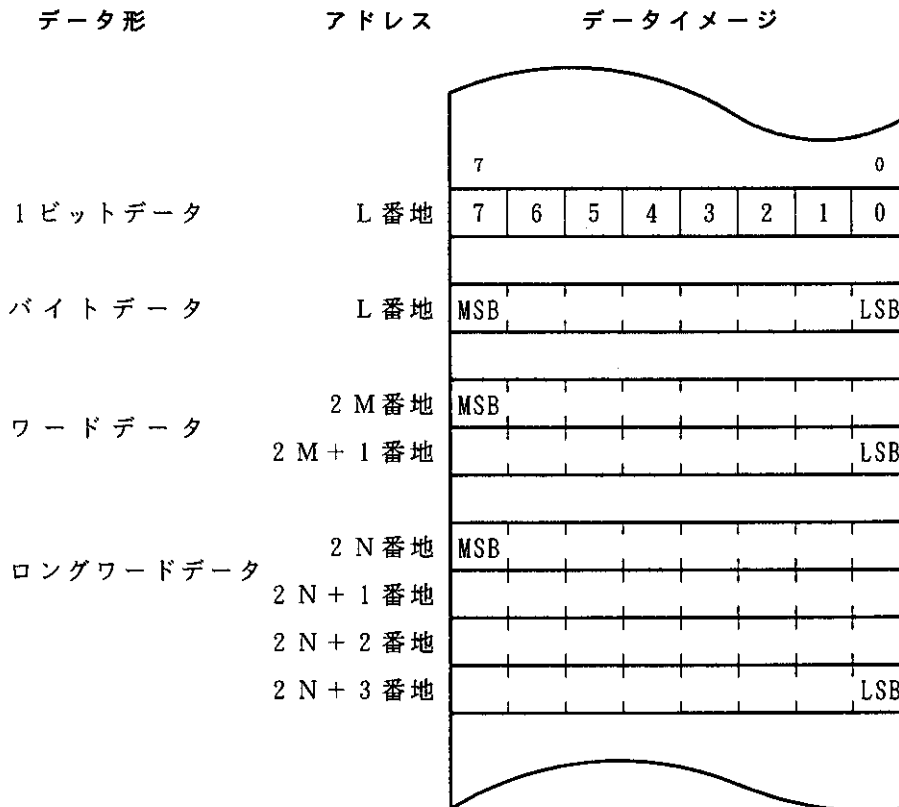 データ形 アドレス データイメージ
7 0
1ビットデータ L番地 7 6 5 4 3 2 1 0
バイトデータ L番地 MSB LSB
ワードデータ
2M番地 MSB
2M+1番地 LSB
ロングワードデータ
2N番地 MSB
2N+1番地
2N+2番地
2N+3番地 LSB